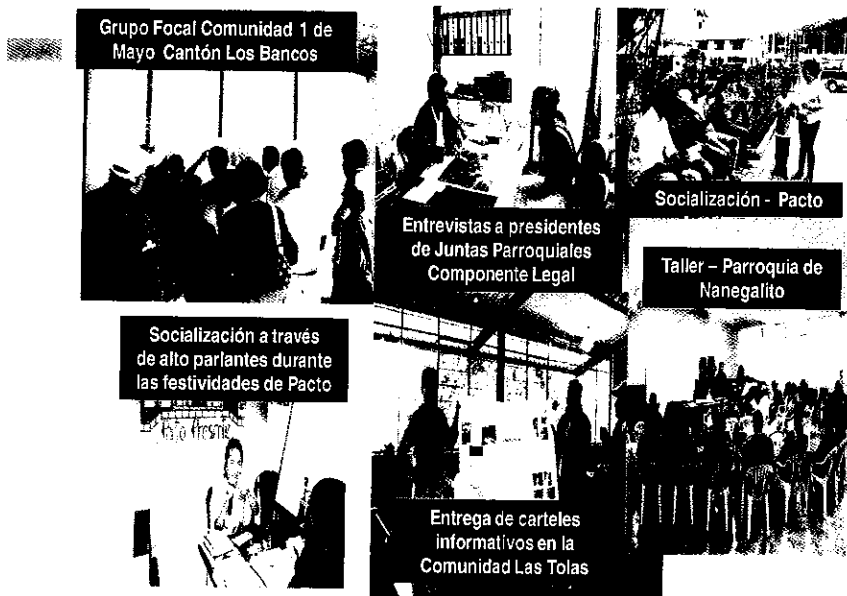 Grupo Focal Comunidad 1 de
Mayo Cantón Los Bancos
Entrevistas a presidentes
de Juntas Parroquiales
Componente Legal
Socialización - Pacto
Taller – Parroquia de
Nanegalito
Socialización a través
de alto parlantes durante
las festividades de Pacto
Entrega de carteles
informativos en la
Comunidad Las Tolas